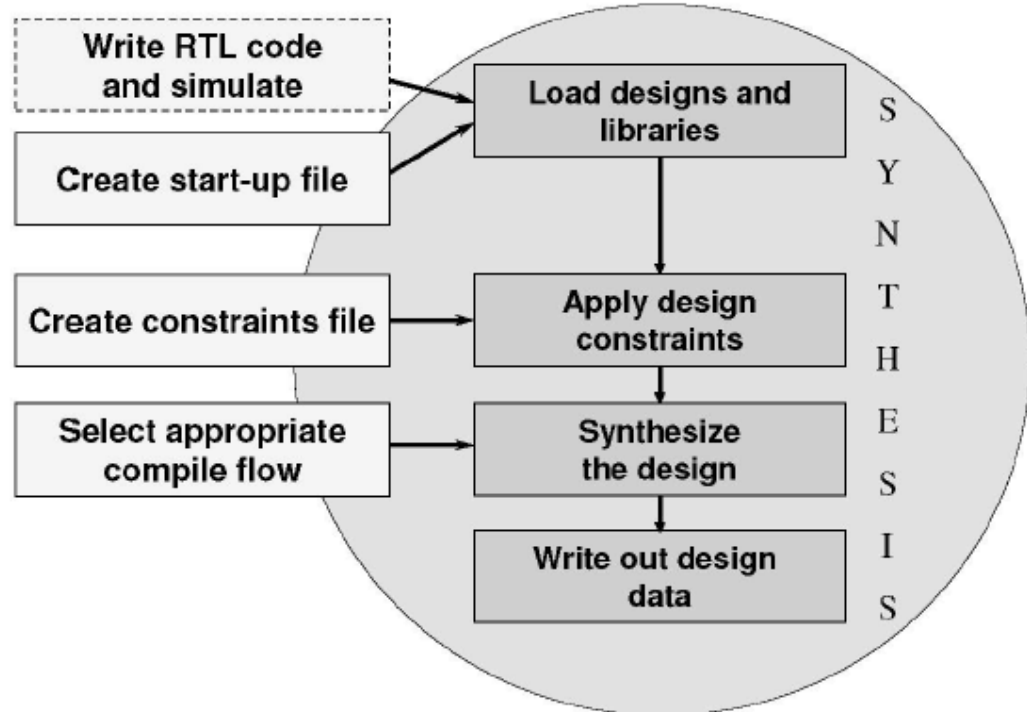 Write RTL code
and simulate
Create start-up file
Create constraints file
Select appropriate
compile flow
Load designs and
libraries
Apply design
constraints
Synthesize
the design
Write out design
data
S
Y
N
T
H
E
S
I
S